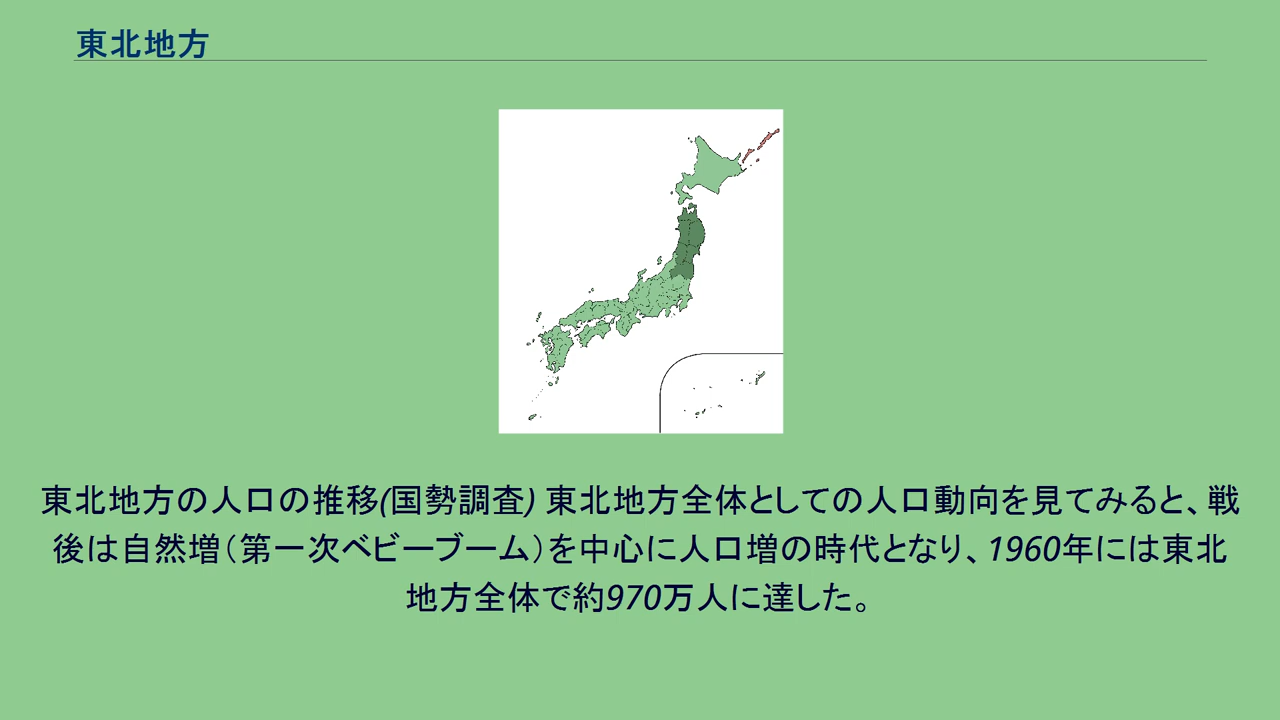 東北地方
東北地方の人口の推移(国勢調査) 東北地方全体としての人口動向を見てみると、戦
後は自然増（第一次ベビーブーム）を中心に人口増の時代となり、1960年には東北
地方全体で約970万人に達した。